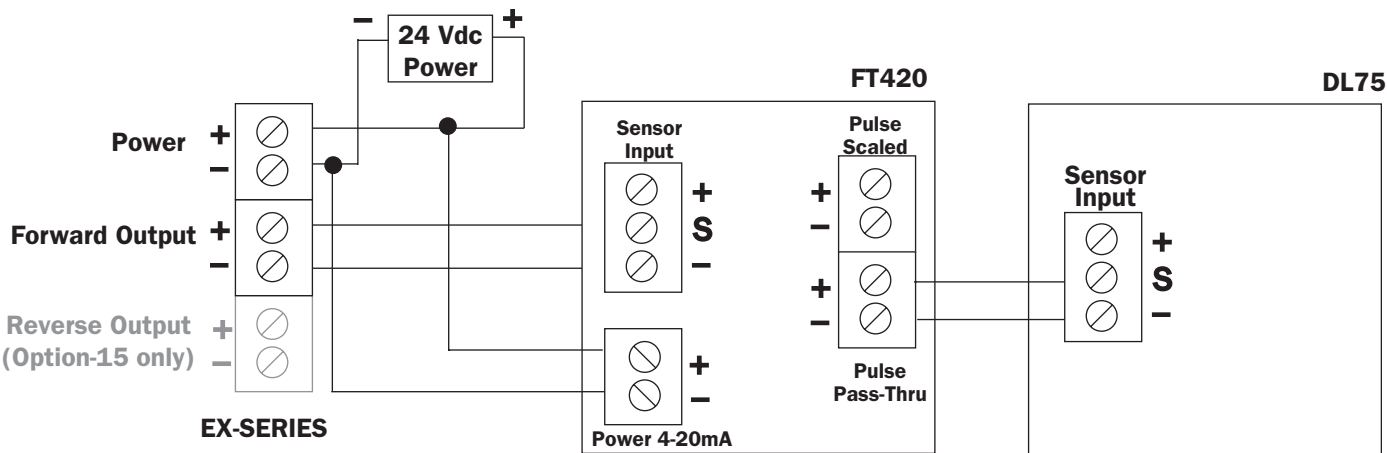 − 24 Vdc +
Power
FT420
DL75
Power +
−
Sensor
Input
+
S
−
Pulse
Scaled
+
−
Sensor
Input
+
S
−
Forward Output +
−
+
−
Pulse
Pass-Thru
Reverse Output +
(Option-15 only) −
+
−
Power 4-20mA
EX-SERIES